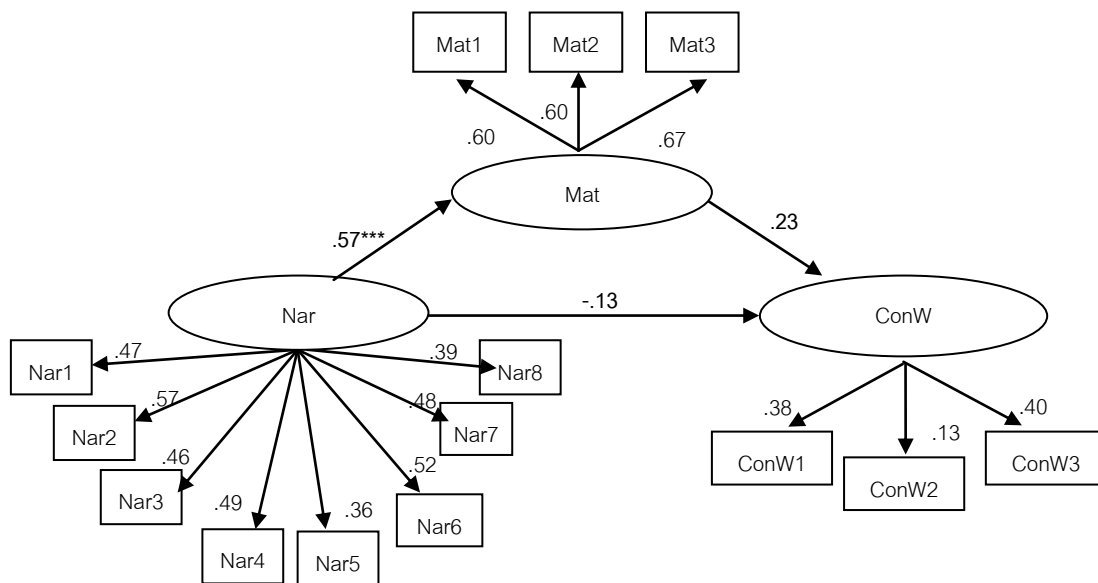 Mat1
Mat2
Mat3
.60
.60
.67
Mat
.57***
.23
Nar
-.13
ConW
Nar1
.47
.39
Nar8
Nar2
.57
.48
Nar7
.38
.40
ConW1
.13
ConW3
Nar3
.46
.52
ConW2
.49
.36
Nar6
Nar4
Nar5